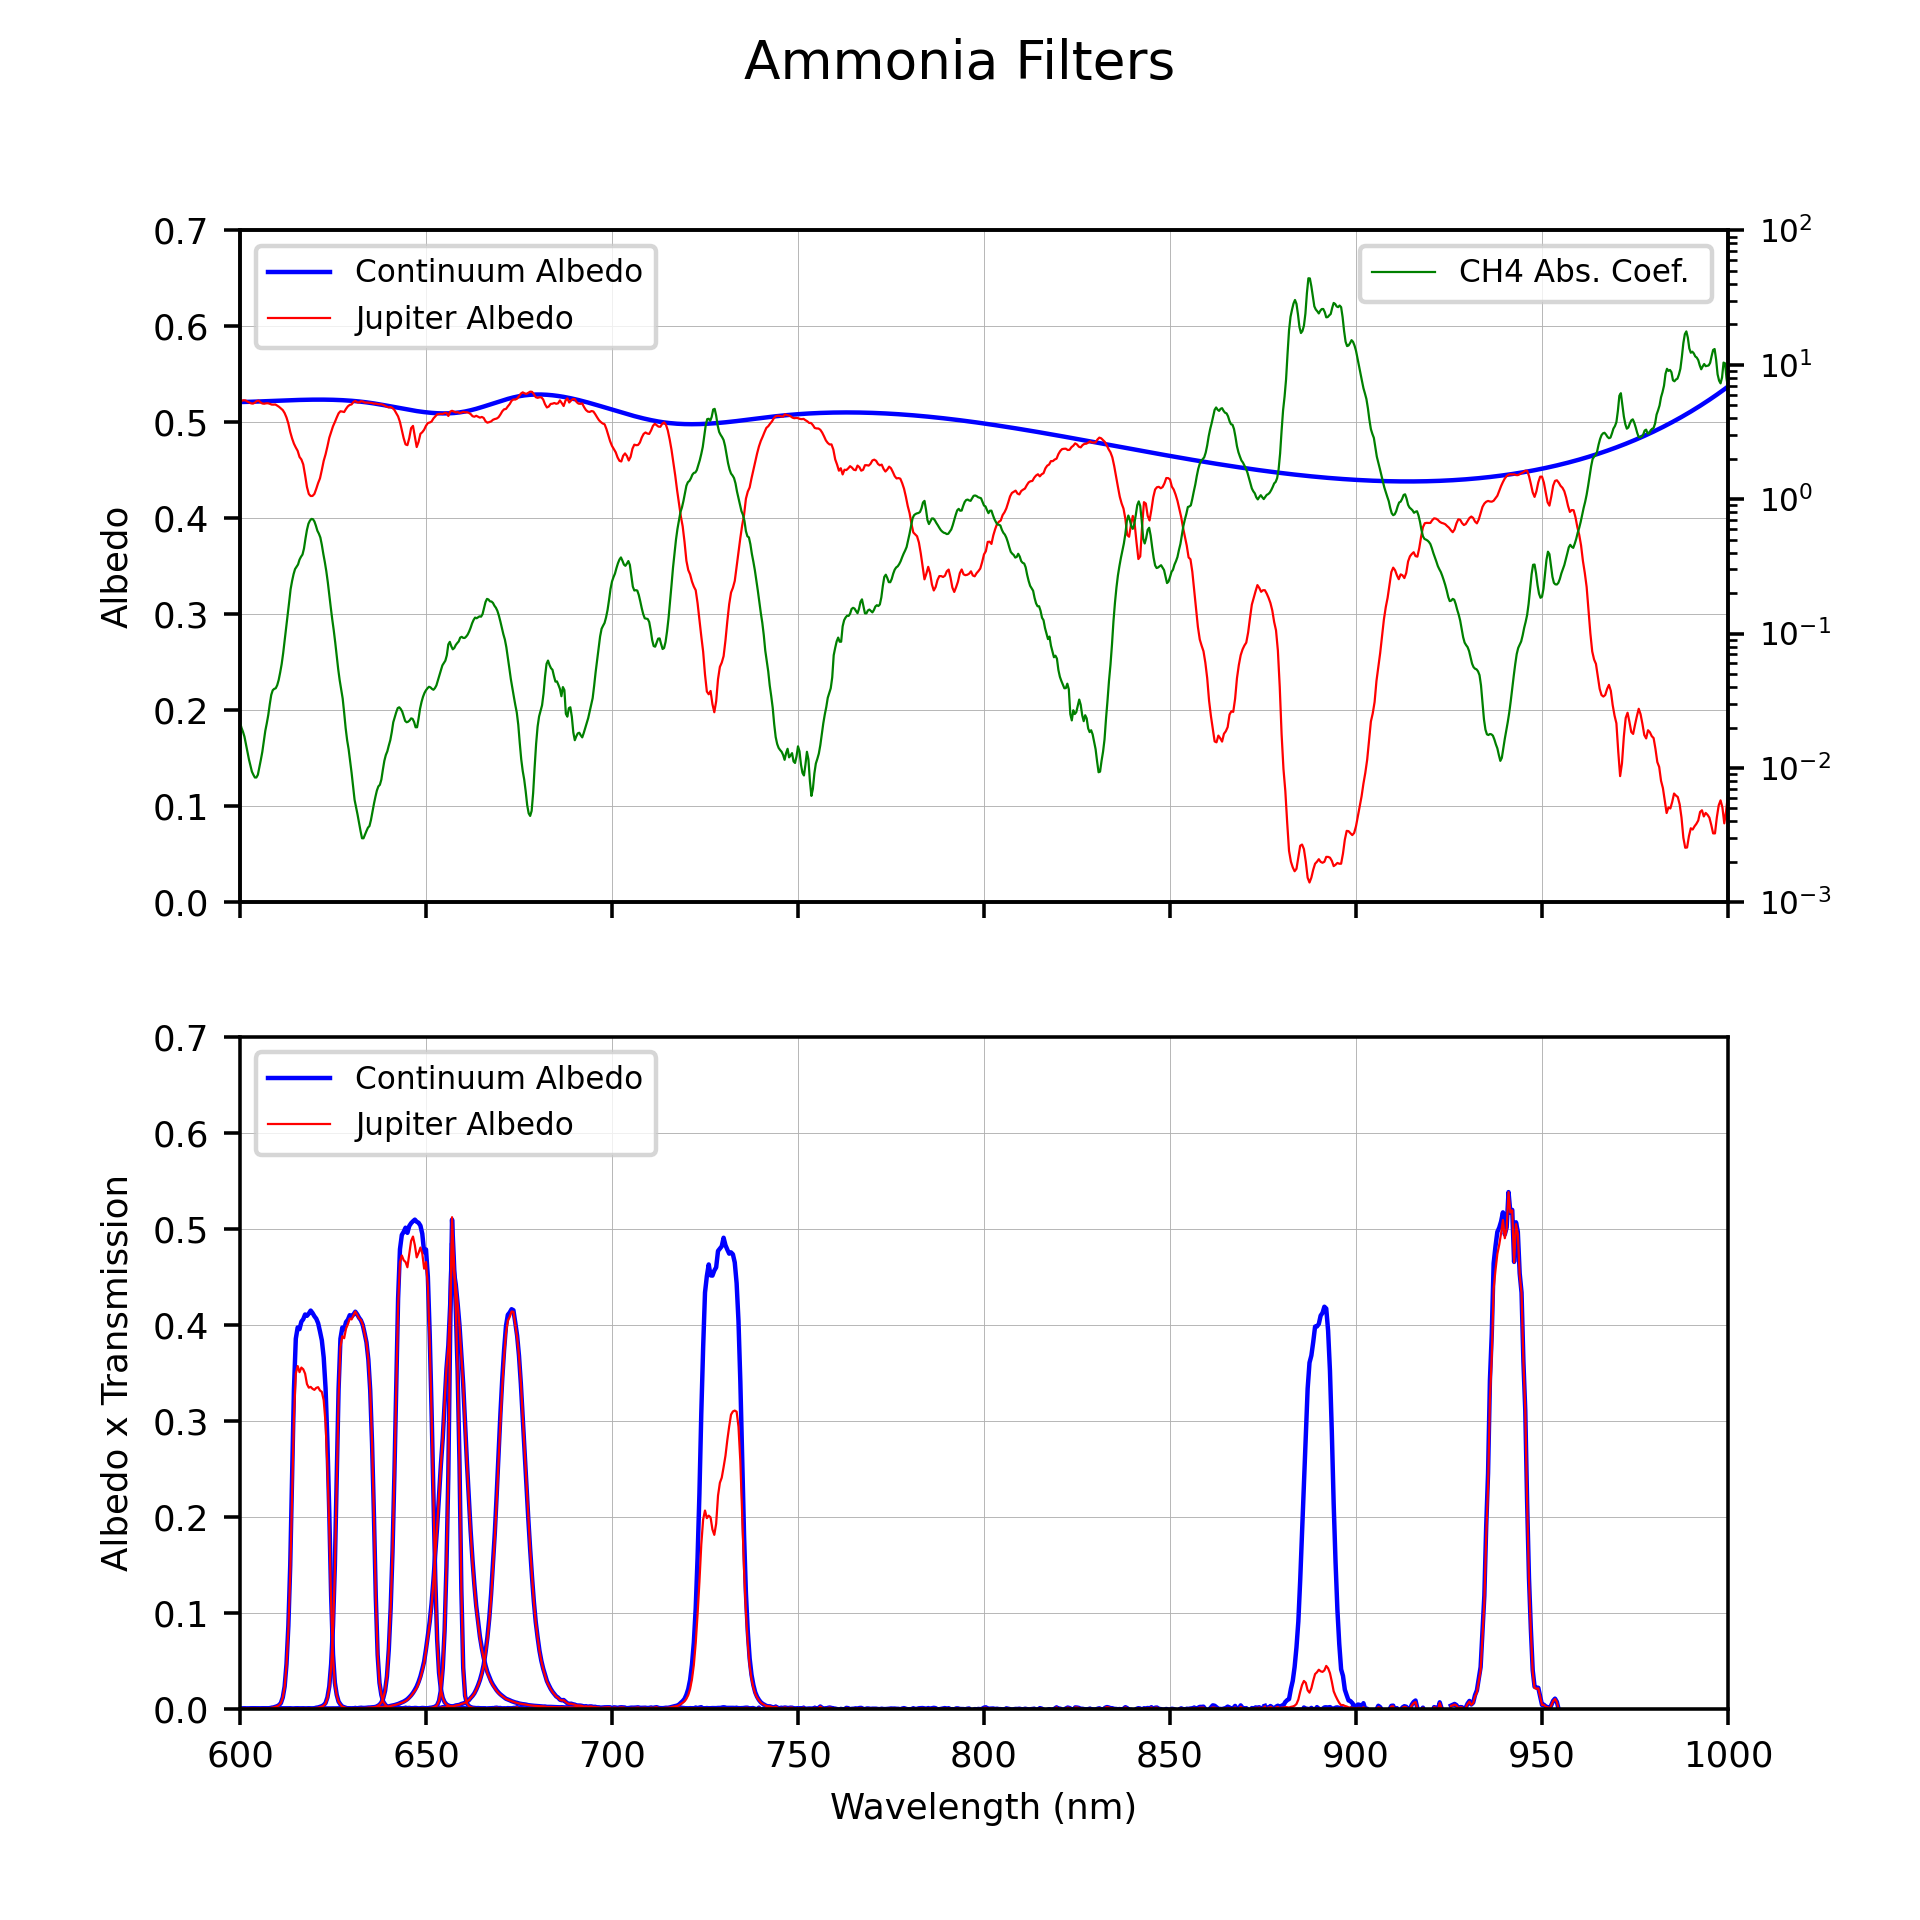 Ammonia Filters
0.7
0.6
0.5
0.4
0.3
0.2
0.1
0.0
Albedo
Continuum Albedo
Jupiter Albedo
CH4 Abs. Coef.
10²
10¹
10⁰
10⁻¹
10⁻²
10⁻³
0.7
0.6
0.5
0.4
0.3
0.2
0.1
0.0
Albedo x Transmission
Continuum Albedo
Jupiter Albedo
600 650 700 750 800 850 900 950 1000
Wavelength (nm)